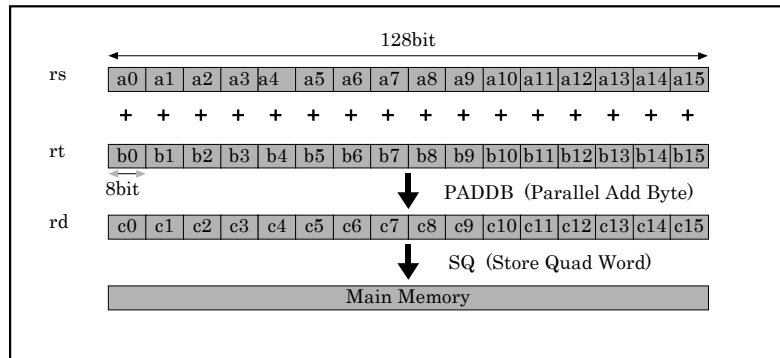 128bit
rs a0 a1 a2 a3 a4 a5 a6 a7 a8 a9 a10 a11 a12 a13 a14 a15
+ + + + + + + + + + + + + + + +
rt b0 b1 b2 b3 b4 b5 b6 b7 b8 b9 b10 b11 b12 b13 b14 b15
8bit
PADDB (Parallel Add Byte)
rd c0 c1 c2 c3 c4 c5 c6 c7 c8 c9 c10 c11 c12 c13 c14 c15
SQ (Store Quad Word)
Main Memory